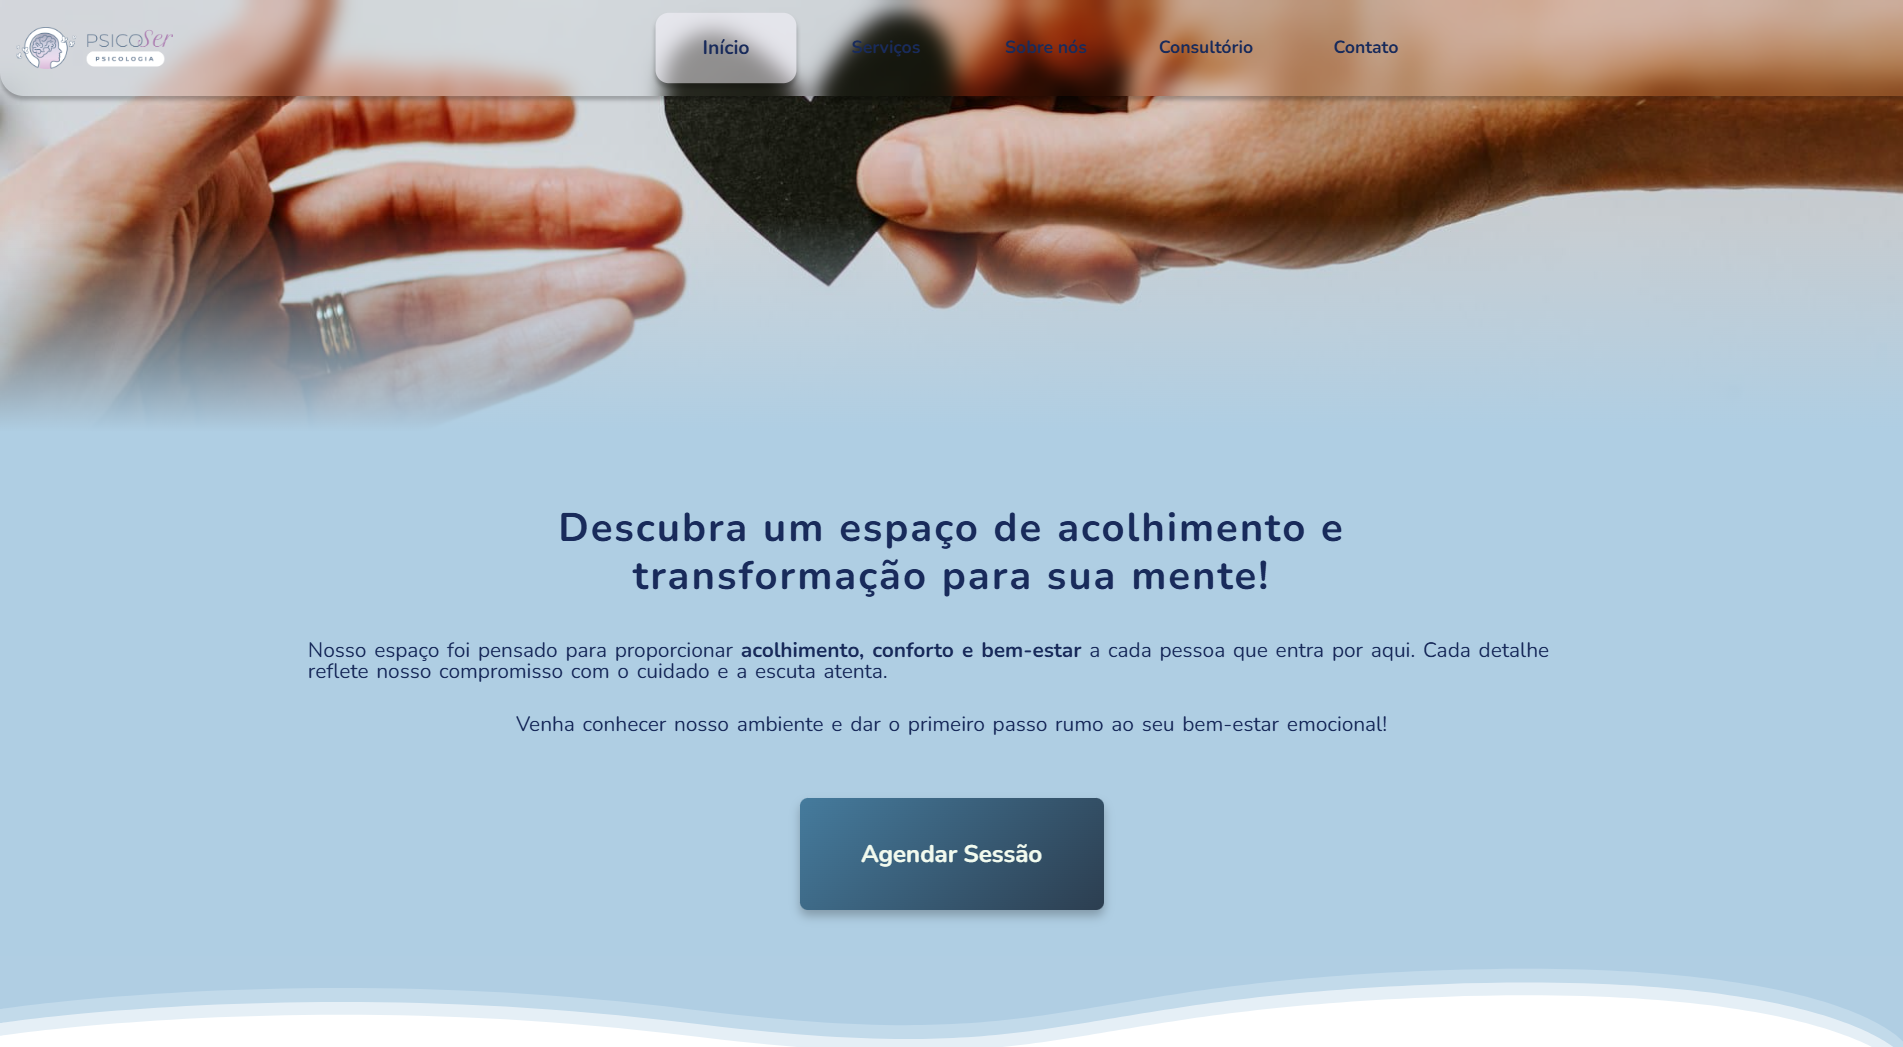 PSICOSer
PSICOLOGIA
Início
Serviços
Sobre nós
Consultório
Contato
Descubra um espaço de acolhimento e
transformação para sua mente!
Nosso espaço foi pensado para proporcionar acolhimento, conforto e bem-estar a cada pessoa que entra por aqui. Cada detalhe
reflete nosso compromisso com o cuidado e a escuta atenta.
Venha conhecer nosso ambiente e dar o primeiro passo rumo ao seu bem-estar emocional!
Agendar Sessão